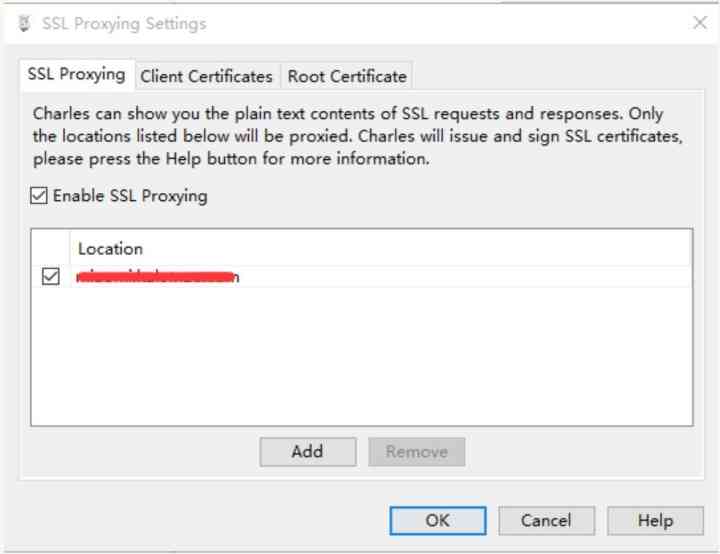 SSL Proxying Settings
SSL Proxying
Client Certificates
Root Certificate
Charles can show you the plain text contents of SSL requests and responses. Only
the locations listed below will be proxied. Charles will issue and sign SSL certificates,
please press the Help button for more information.
Enable SSL Proxying
Location
Add
Remove
OK
Cancel
Help